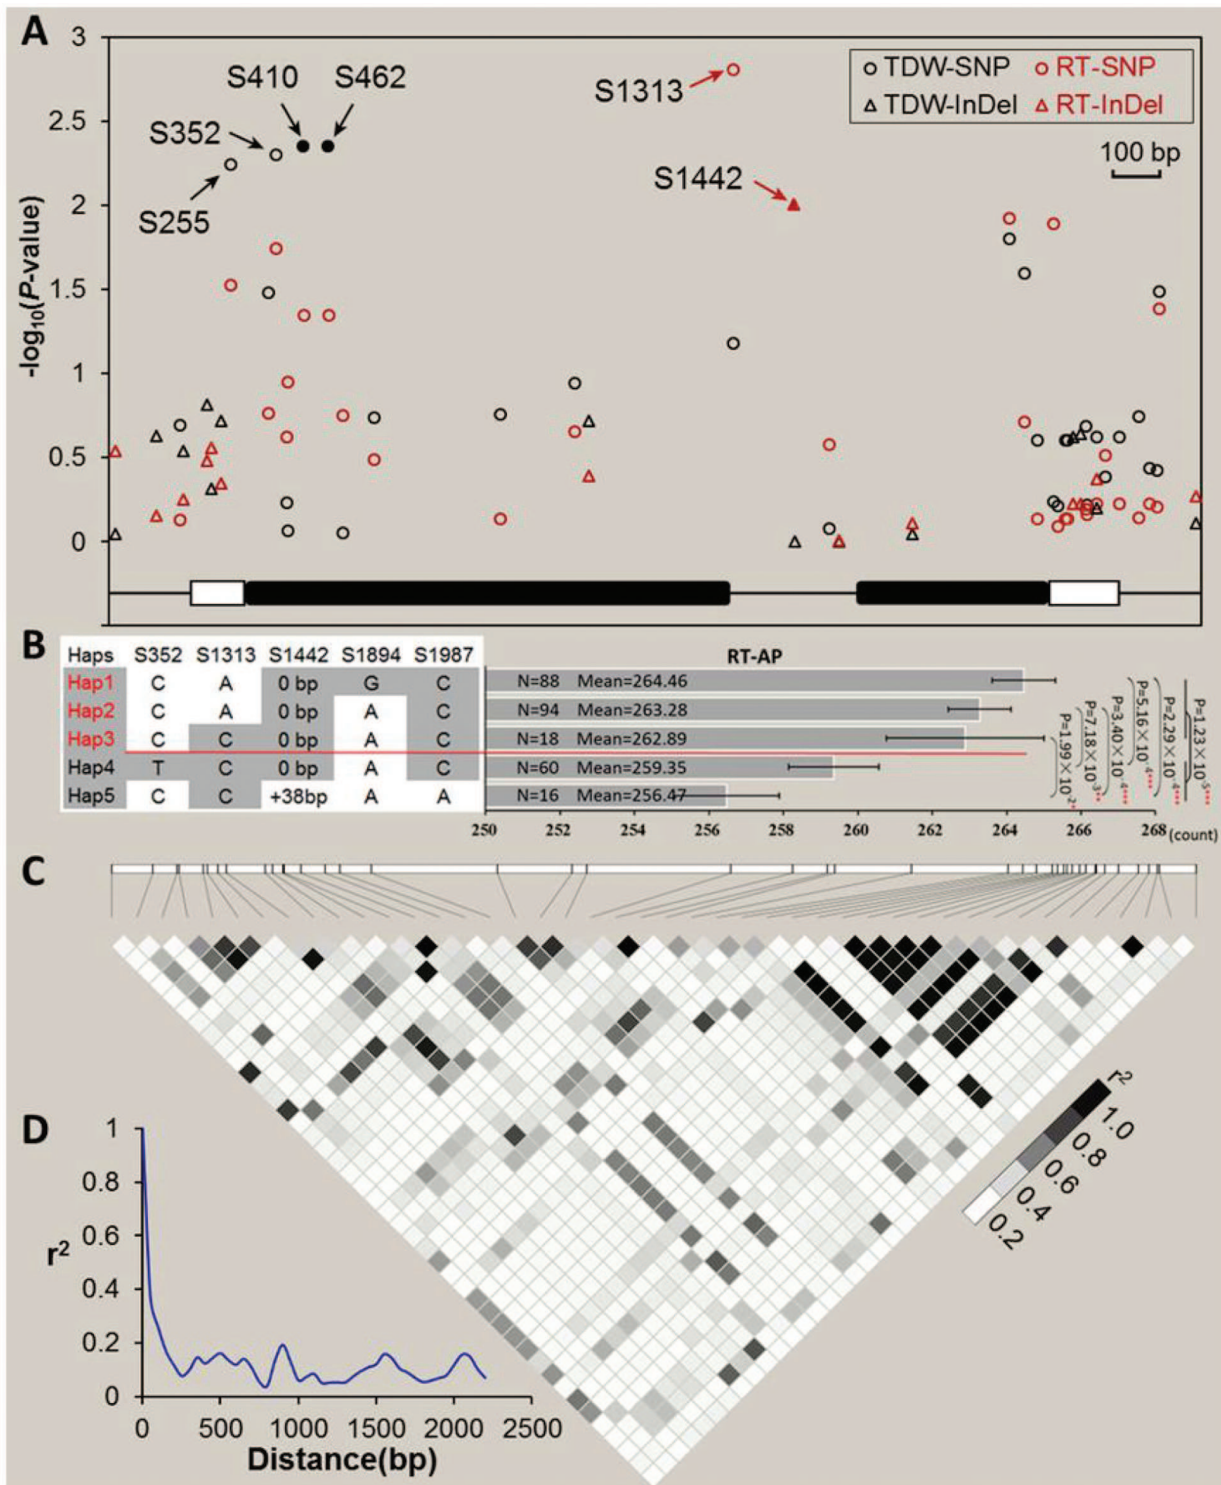 A
3
2.5
2
1.5
1
0.5
0
-log10(P-value)
S410
S462
S352
S255
S1313
S1442
TDW-SNP RT-SNP
TDW-InDel RT-InDel
100 bp
B
Haps S352 S1313 S1442 S1894 S1987
Hap1 C A 0 bp G C
Hap2 C A 0bp A C
Hap3 C C 0bp A C
Hap4 T C 0 bp A C
Hap5 C C +38bp A A
RT-AP
N=88 Mean=264.46
N=94 Mean=263.28
N=18 Mean=262.89
N=60 Mean=259.35
N=16 Mean=256.47
P=1.99×10-2*
P=7.18×10-3**
P=3.40×10-4***
P=5.16×10-4***
P=2.29×10-4***
P=1.23×10-5***
250 252 254 256 258 260 262 264 266 268 (count)
C
r2
1.0
0.8
0.6
0.4
0.2
D
1
0.8
0.6
0.4
0.2
0
r2
0 500 1000 1500 2000 2500
Distance(bp)